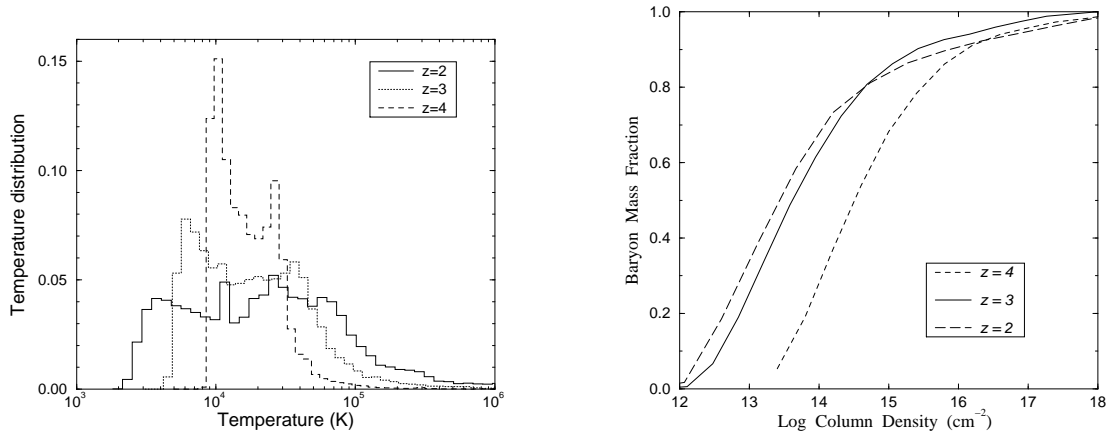 0.15
0.10
0.05
0.00
Temperature distribution
z=2
z=3
z=4
10^3 10^4 10^5 10^6
Temperature (K)
1.0
0.8
0.6
0.4
0.2
0.0
Baryon Mass Fraction
z=4
z=3
z=2
12 13 14 15 16 17 18
Log Column Density (cm^−2)